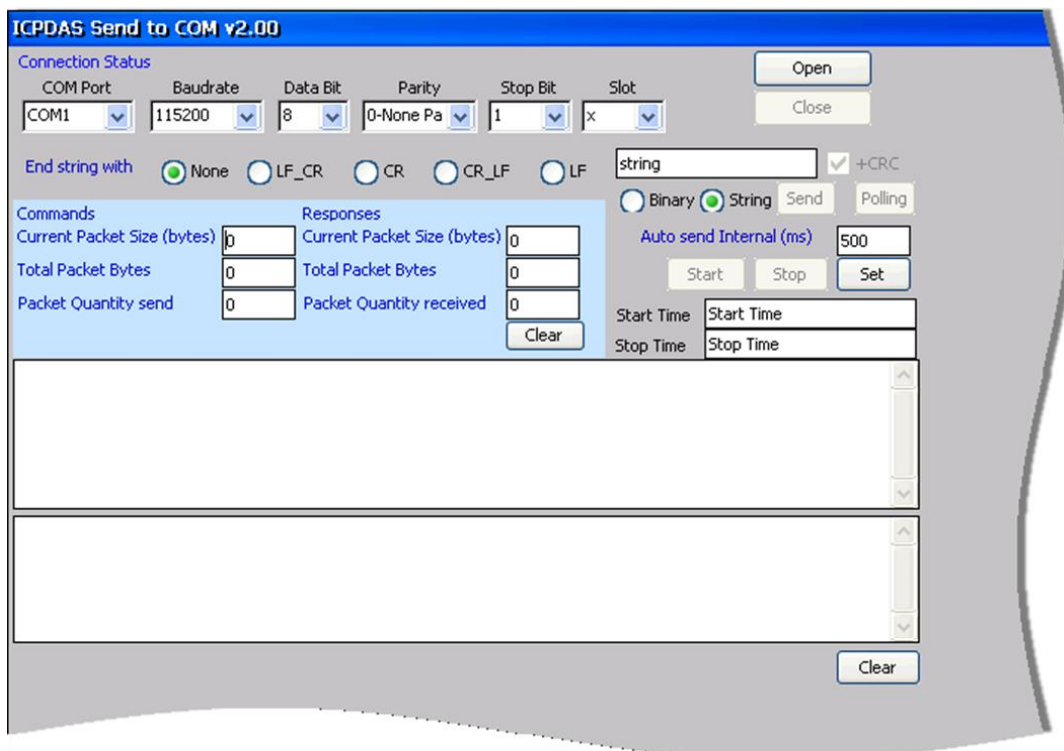 ICPDAS Send to COM v2.00
Connection Status
Open
COM Port Baudrate Data Bit Parity Stop Bit Slot
COM1 115200 8 0-None Pa 1 x
Close
End string with None LF_CR CR CR_LF LF
string +CRC
Binary String Send Polling
Commands Responses
Current Packet Size (bytes) 0 Current Packet Size (bytes) 0
Auto send Internal (ms) 500
Total Packet Bytes 0 Total Packet Bytes 0
Start Stop Set
Packet Quantity send 0 Packet Quantity received 0
Start Time Start Time
Clear
Stop Time Stop Time
Clear